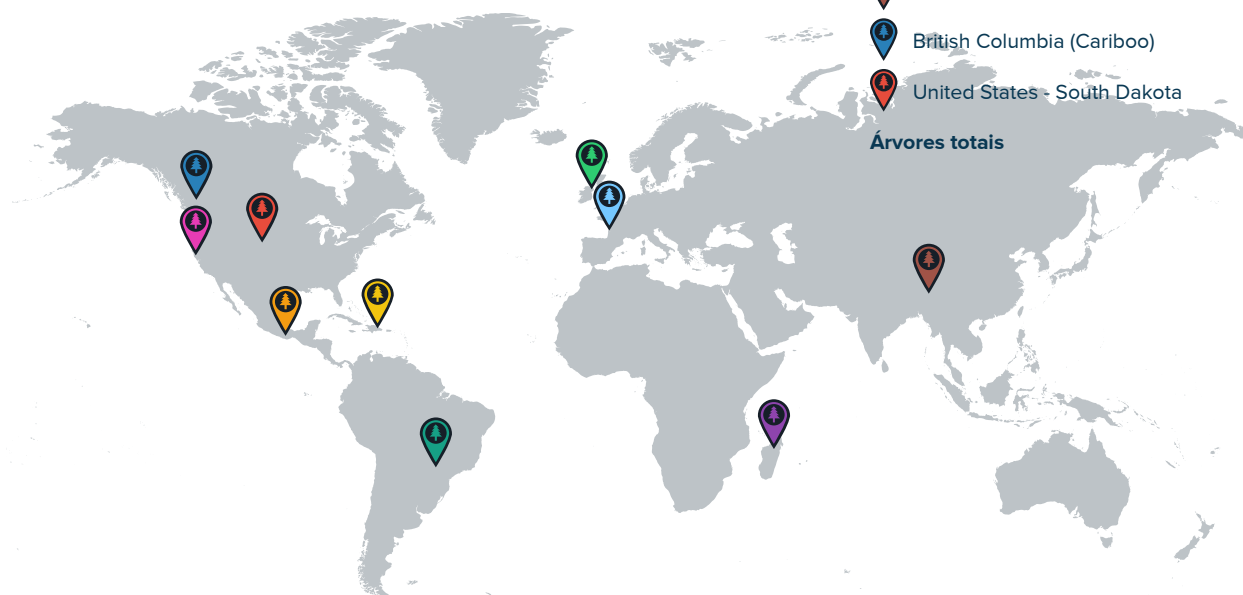 British Columbia (Cariboo)
United States - South Dakota
Árvores totais